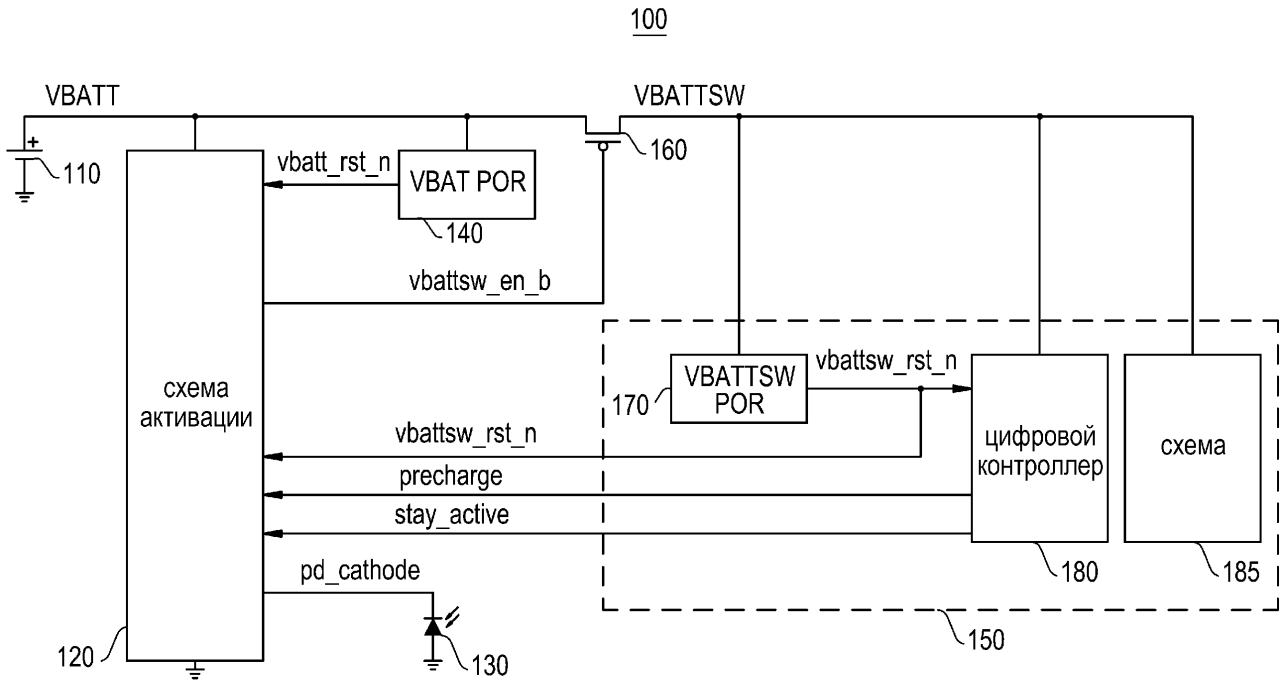 100
VBATT
VBATTSW
+
110
vbatt_rst_n
VBAT POR
140
160
vbattsw_en_b
схема
активации
vbattsw_rst_n
VBATTSW
POR
170
vbattsw_rst_n
precharge
stay_active
цифровой
контроллер
схема
pd_cathode
180
185
120
130
150